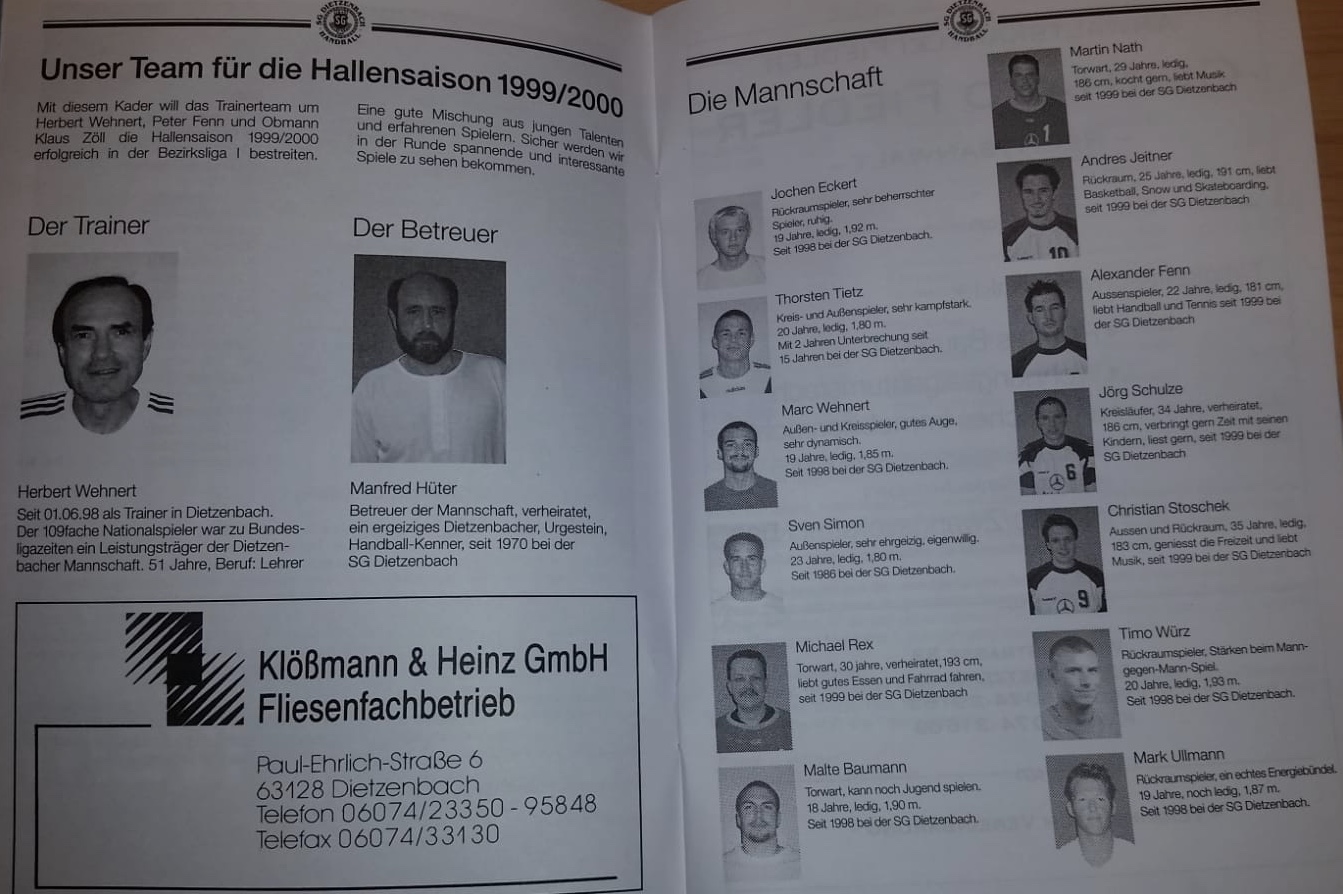 SG DIETZENBACH
SG
HANDBALL
Unser Team für die Hallensaison 1999/2000
Mit diesem Kader will das Trainerteam um
Herbert Wehnert, Peter Fenn und Obmann
Klaus Zöll die Hallensaison 1999/2000
erfolgreich in der Bezirksliga I bestreiten.
Eine gute Mischung aus jungen Talenten
und erfahrenen Spielern. Sicher werden wir
in der Runde spannende und interessante
Spiele zu sehen bekommen.
Der Trainer
Herbert Wehnert
Seit 01.06.98 als Trainer in Dietzenbach.
Der 109fache Nationalspieler war zu Bundes-
ligazeiten ein Leistungsträger der Dietzen-
bacher Mannschaft. 51 Jahre, Beruf: Lehrer
Der Betreuer
Manfred Hüter
Betreuer der Mannschaft, verheiratet,
ein ergeiziges Dietzenbacher, Urgestein,
Handball-Kenner, seit 1970 bei der
SG Dietzenbach
Klößmann & Heinz GmbH
Fliesenfachbetrieb
Paul-Ehrlich-Straße 6
63128 Dietzenbach
Telefon 06074/23350 - 95848
Telefax 06074/33130
SG DIETZENBACH
SG
HANDBALL
Die Mannschaft
Jochen Eckert
Rückraumspieler, sehr beherrschter
Spieler, ruhig.
19 Jahre, ledig, 1,92 m.
Seit 1998 bei der SG Dietzenbach.
Thorsten Tietz
Kreis- und Außenspieler, sehr kampfstark.
20 Jahre, ledig, 1,80 m.
Mit 2 Jahren Unterbrechung seit
15 Jahren bei der SG Dietzenbach.
Marc Wehnert
Außen- und Kreisspieler, gutes Auge,
sehr dynamisch.
19 Jahre, ledig, 1,85 m.
Seit 1998 bei der SG Dietzenbach.
Sven Simon
Außenspieler, sehr ehrgeizig, eigenwillig.
23 Jahre, ledig, 1,80 m.
Seit 1986 bei der SG Dietzenbach.
Michael Rex
Torwart, 30 jahre, verheiratet,193 cm,
liebt gutes Essen und Fahrrad fahren,
seit 1999 bei der SG Dietzenbach
Malte Baumann
Torwart, kann noch Jugend spielen.
18 Jahre, ledig, 1,90 m.
Seit 1998 bei der SG Dietzenbach.
Martin Nath
Torwart, 29 Jahre, ledig,
186 cm, kocht gern, liebt Musik
seit 1999 bei der SG Dietzenbach
1
Andres Jeitner
Rückraum, 25 Jahre, ledig, 191 cm, liebt
Basketball, Snow und Skateboarding,
seit 1999 bei der SG Dietzenbach
10
Alexander Fenn
Aussenspieler, 22 Jahre, ledig, 181 cm,
liebt Handball und Tennis seit 1999 bei
der SG Dietzenbach
Jörg Schulze
Kreisläufer, 34 Jahre, verheiratet,
186 cm, verbringt gern Zeit mit seinen
Kindern, liest gern, seit 1999 bei der
SG Dietzenbach
6
Christian Stoschek
Aussen und Rückraum, 35 Jahre, ledig,
183 cm, geniesst die Freizeit und liebt
Musik, seit 1999 bei der SG Dietzenbach
9
Timo Würz
Rückraumspieler, Stärken beim Mann-
gegen-Mann-Spiel.
20 Jahre, ledig, 1,93 m.
Seit 1998 bei der SG Dietzenbach.
Mark Ullmann
Rückraumspieler, ein echtes Energiebündel.
19 Jahre, noch ledig, 1,87 m.
Seit 1998 bei der SG Dietzenbach.